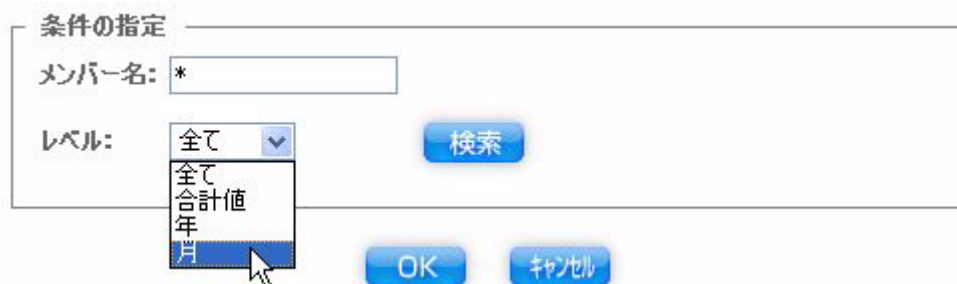 条件の指定
メンバー名: *
レベル: 全て 検索
全て
合計値
年
月
OK キャンセル